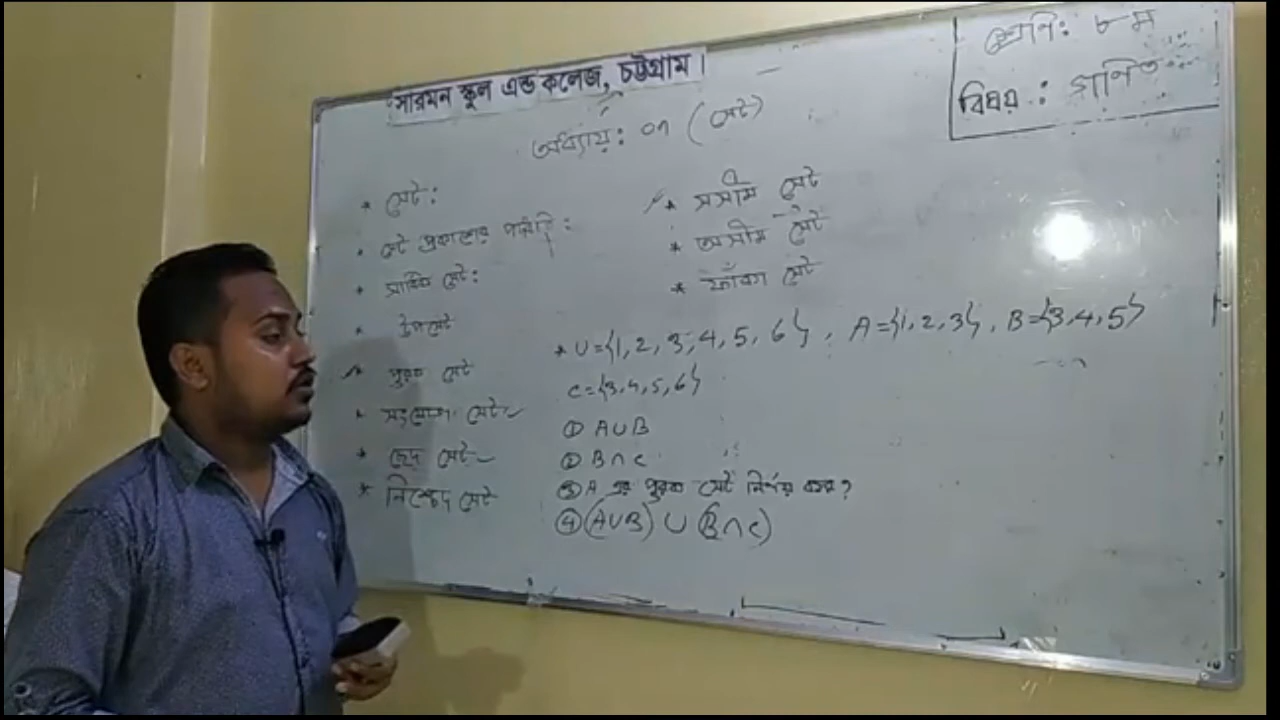 সারমন স্কুল এন্ড কলেজ, চট্টগ্রাম।
শ্রেণি: ৮ম
বিষয়: গণিত
অধ্যায়: ০৭ (সেট)
* সেট:
* সেট প্রকাশের পদ্ধতি:
* সার্বিক সেট:
* উপসেট
* পুরক সেট
* সংযোগ সেট
* ছেদ সেট
* নিশ্ছেদ সেট
* সসীম সেট
* অসীম সেট
* ফাঁকা সেট
* U={1, 2, 3, 4, 5, 6}, A={1, 2, 3}, B={3, 4, 5}
C={3, 4, 5, 6}
① A∪B
② B∩C
③ A এর পুরক সেট নির্ণয় কর?
④ (A∪B) ∪ (B∩C)